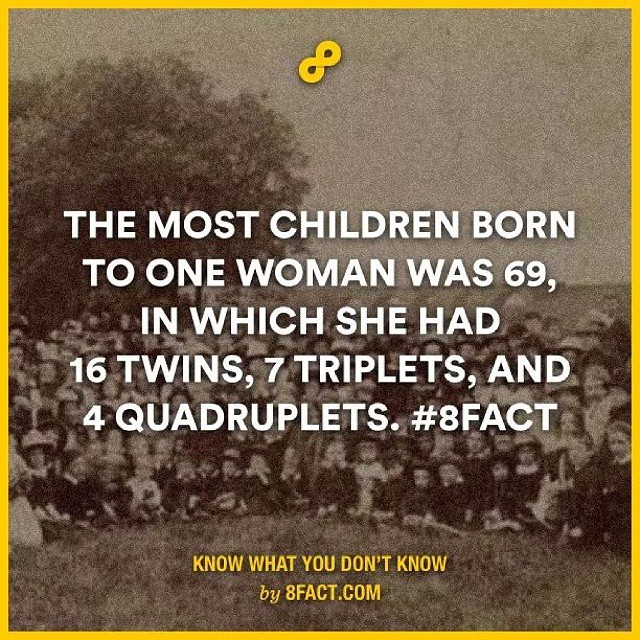 THE MOST CHILDREN BORN
TO ONE WOMAN WAS 69,
IN WHICH SHE HAD
16 TWINS, 7 TRIPLETS, AND
4 QUADRUPLETS. #8FACT
KNOW WHAT YOU DON'T KNOW
by 8FACT.COM